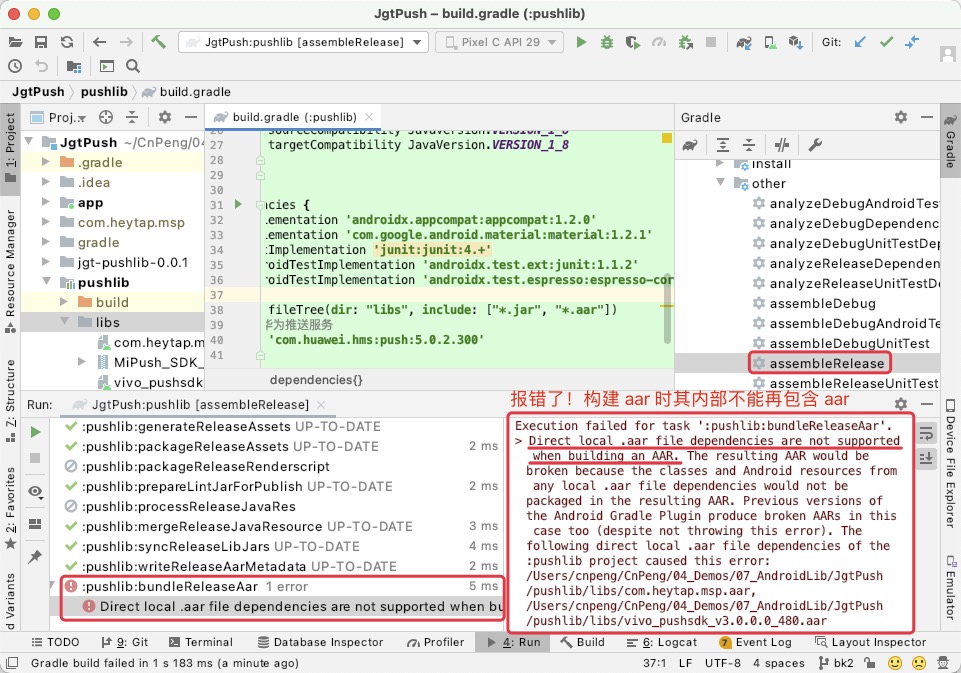 JgtPush – build.gradle (:pushlib)
JgtPush:pushlib [assembleRelease]
Pixel C API 29
Git:
JgtPush
pushlib
build.gradle
1: Project
Resource Manager
Z: Structure
2: Favorites
d Variants
Proj..
JgtPush ~/CnPeng/04
.gradle
.idea
app
com.heytap.msp
gradle
jgt-pushlib-0.0.1
pushlib
build
libs
com.heytap.m
MiPush_SDK_
vivo_pushsdk
build.gradle (:pushlib)
sourceCompatibility JavaVersion.VERSION_1_8
27 targetCompatibility JavaVersion.VERSION_1_8
28
29
30
31 cies {
32 ementation 'androidx.appcompat:appcompat:1.2.0'
33 ementation 'com.google.android.material:material:1.2.1'
34 Implementation 'junit:junit:4.+'
35 oidTestImplementation 'androidx.test.ext:junit:1.1.2'
36 oidTestImplementation 'androidx.test.espresso:espresso-cor
37
38 fileTree(dir: "libs", include: ["*.jar", "*.aar"])
39 华为推送服务
40 'com.huawei.hms:push:5.0.2.300'
41
dependencies{}
Gradle
install
other
analyzeDebugAndroidTes
analyzeDebugDependenc
analyzeDebugUnitTestDep
analyzeReleaseDependen
analyzeReleaseUnitTestD
assembleDebug
assembleDebugAndroidTe
assembleDebugUnitTest
assembleRelease
assembleReleaseUnitTest
Gradle
Device File Explorer
Emulator
Run:
JgtPush:pushlib [assembleRelease]
报错了！构建 aar 时其内部不能再包含 aar
:pushlib:generateReleaseAssets UP-TO-DATE
:pushlib:packageReleaseAssets UP-TO-DATE 2 ms
:pushlib:packageReleaseRenderscript
:pushlib:prepareLintJarForPublish UP-TO-DATE 2 ms
:pushlib:processReleaseJavaRes
:pushlib:mergeReleaseJavaResource UP-TO-DATE 3 ms
:pushlib:syncReleaseLibJars UP-TO-DATE 4 ms
:pushlib:writeReleaseAarMetadata UP-TO-DATE 2 ms
:pushlib:bundleReleaseAar 1 error 5 ms
Direct local .aar file dependencies are not supported when bu
Execution failed for task ':pushlib:bundleReleaseAar'.
> Direct local .aar file dependencies are not supported
when building an AAR. The resulting AAR would be
broken because the classes and Android resources from
any local .aar file dependencies would not be
packaged in the resulting AAR. Previous versions of
the Android Gradle Plugin produce broken AARs in this
case too (despite not throwing this error). The
following direct local .aar file dependencies of the
:pushlib project caused this error:
/Users/cnpeng/CnPeng/04_Demos/07_AndroidLib/JgtPush
/pushlib/libs/com.heytap.msp.aar,
/Users/cnpeng/CnPeng/04_Demos/07_AndroidLib/JgtPush
/pushlib/libs/vivo_pushsdk_v3.0.0.0_480.aar
TODO
9: Git
Terminal
Database Inspector
Profiler
4: Run
Build
6: Logcat
7 Event Log
Layout Inspector
Gradle build failed in 1 s 183 ms (a minute ago)
37:1 LF UTF-8 4 spaces bk2